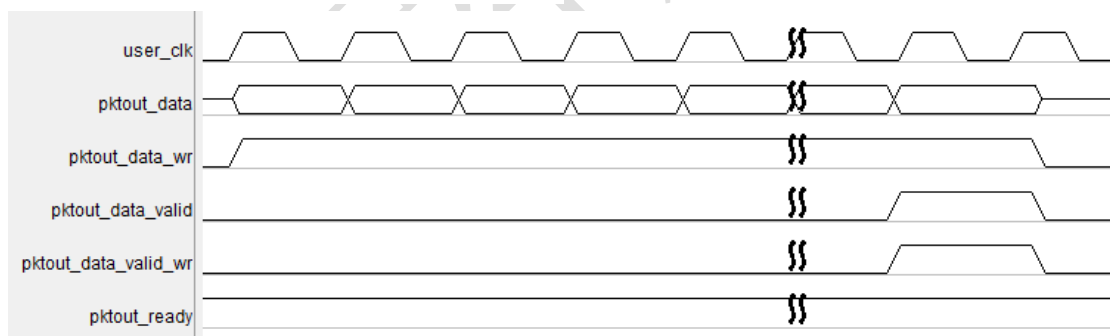 user_clk
pktout_data
pktout_data_wr
pktout_data_valid
pktout_data_valid_wr
pktout_ready